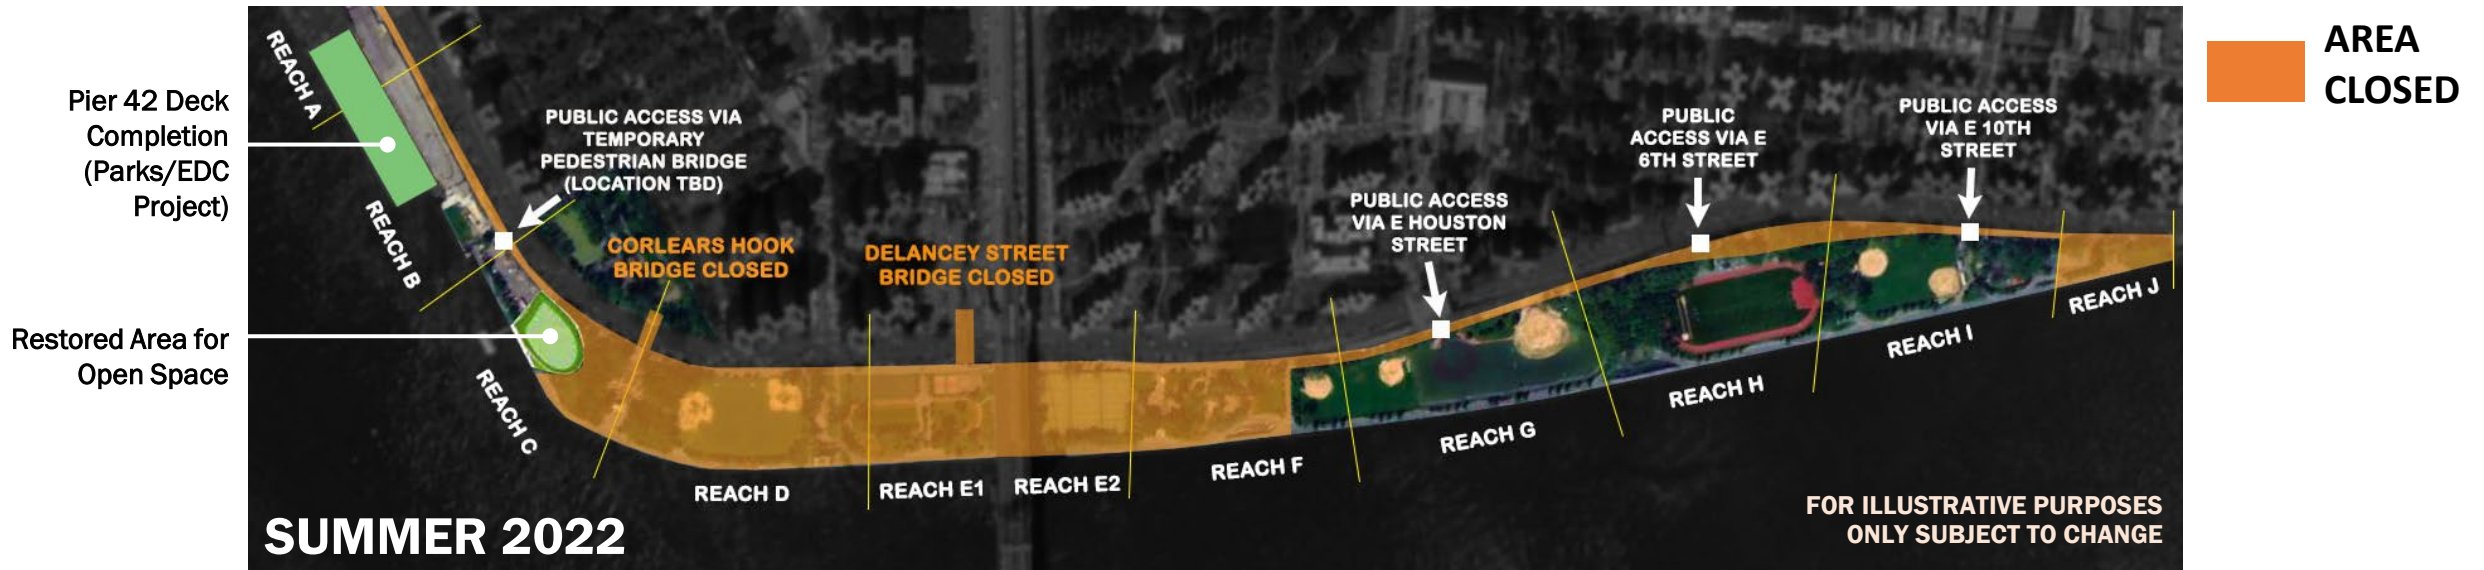 Pier 42 Deck
Completion
(Parks/EDC
Project)
Restored Area for
Open Space
REACH A
REACH B
REACH C
PUBLIC ACCESS VIA
TEMPORARY
PEDESTRIAN BRIDGE
(LOCATION TBD)
CORLEARS HOOK
BRIDGE CLOSED
DELANCEY STREET
BRIDGE CLOSED
PUBLIC ACCESS
VIA E HOUSTON
STREET
PUBLIC
ACCESS VIA E
6TH STREET
PUBLIC ACCESS
VIA E 10TH
STREET
REACH D
REACH E1
REACH E2
REACH F
REACH G
REACH H
REACH I
REACH J
SUMMER 2022
FOR ILLUSTRATIVE PURPOSES
ONLY SUBJECT TO CHANGE
AREA
CLOSED